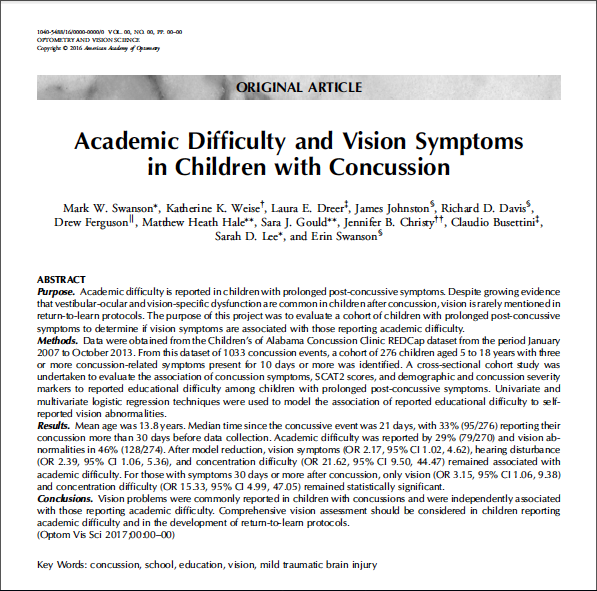 1040-5488/16/0000-0000/0 VOL. 00, NO. 00, PP. 00–00
OPTOMETRY AND VISION SCIENCE
Copyright © 2016 American Academy of Optometry
ORIGINAL ARTICLE
Academic Difficulty and Vision Symptoms
in Children with Concussion
Mark W. Swanson*, Katherine K. Weise†, Laura E. Dreer‡, James Johnston§, Richard D. Davis§,
Drew Ferguson||, Matthew Heath Hale**, Sara J. Gould**, Jennifer B. Christy††, Claudio Busettini‡,
Sarah D. Lee*, and Erin Swanson§
ABSTRACT
Purpose. Academic difficulty is reported in children with prolonged post-concussive symptoms. Despite growing evidence
that vestibular-ocular and vision-specific dysfunction are common in children after concussion, vision is rarely mentioned in
return-to-learn protocols. The purpose of this project was to evaluate a cohort of children with prolonged post-concussive
symptoms to determine if vision symptoms are associated with those reporting academic difficulty.
Methods. Data were obtained from the Children's of Alabama Concussion Clinic REDCap dataset from the period January
2007 to October 2013. From this dataset of 1033 concussion events, a cohort of 276 children aged 5 to 18 years with three
or more concussion-related symptoms present for 10 days or more was identified. A cross-sectional cohort study was
undertaken to evaluate the association of concussion symptoms, SCAT2 scores, and demographic and concussion severity
markers to reported educational difficulty among children with prolonged post-concussive symptoms. Univariate and
multivariate logistic regression techniques were used to model the association of reported educational difficulty to self-
reported vision abnormalities.
Results. Mean age was 13.8 years. Median time since the concussive event was 21 days, with 33% (95/276) reporting their
concussion more than 30 days before data collection. Academic difficulty was reported by 29% (79/270) and vision ab-
normalities in 46% (128/274). After model reduction, vision symptoms (OR 2.17, 95% CI 1.02, 4.62), hearing disturbance
(OR 2.39, 95% CI 1.06, 5.36), and concentration difficulty (OR 21.62, 95% CI 9.50, 44.47) remained associated with
academic difficulty. For those with symptoms 30 days or more after concussion, only vision (OR 3.15, 95% CI 1.06, 9.38)
and concentration difficulty (OR 15.33, 95% CI 4.99, 47.05) remained statistically significant.
Conclusions. Vision problems were commonly reported in children with concussions and were independently associated
with those reporting academic difficulty. Comprehensive vision assessment should be considered in children reporting
academic difficulty and in the development of return-to-learn protocols.
(Optom Vis Sci 2017;00:00–00)
Key Words: concussion, school, education, vision, mild traumatic brain injury